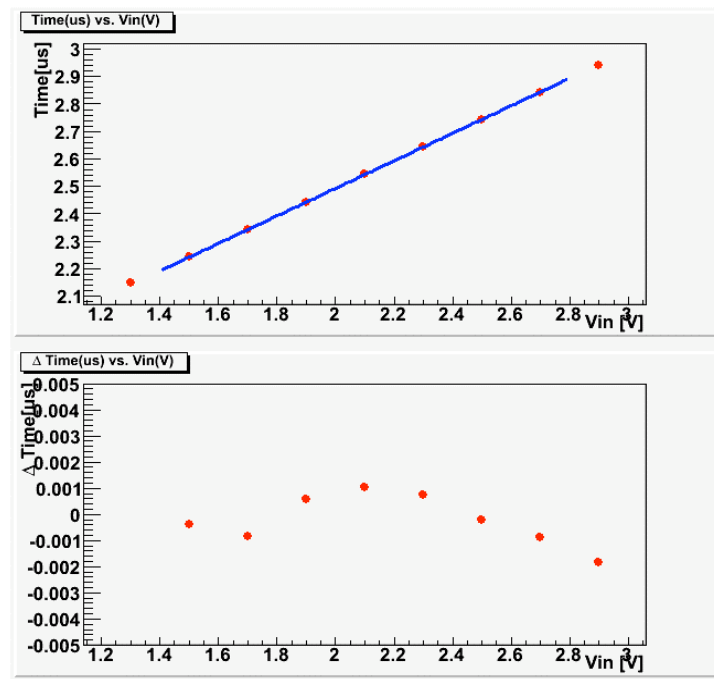 Time(us) vs. Vin(V)
Time[us]
3
2.9
2.8
2.7
2.6
2.5
2.4
2.3
2.2
2.1
1.2 1.4 1.6 1.8 2 2.2 2.4 2.6 2.8 3
Vin [V]
Δ Time(us) vs. Vin(V)
Δ Time[us]
0.005
0.004
0.003
0.002
0.001
0
-0.001
-0.002
-0.003
-0.004
-0.005
1.2 1.4 1.6 1.8 2 2.2 2.4 2.6 2.8 3
Vin [V]